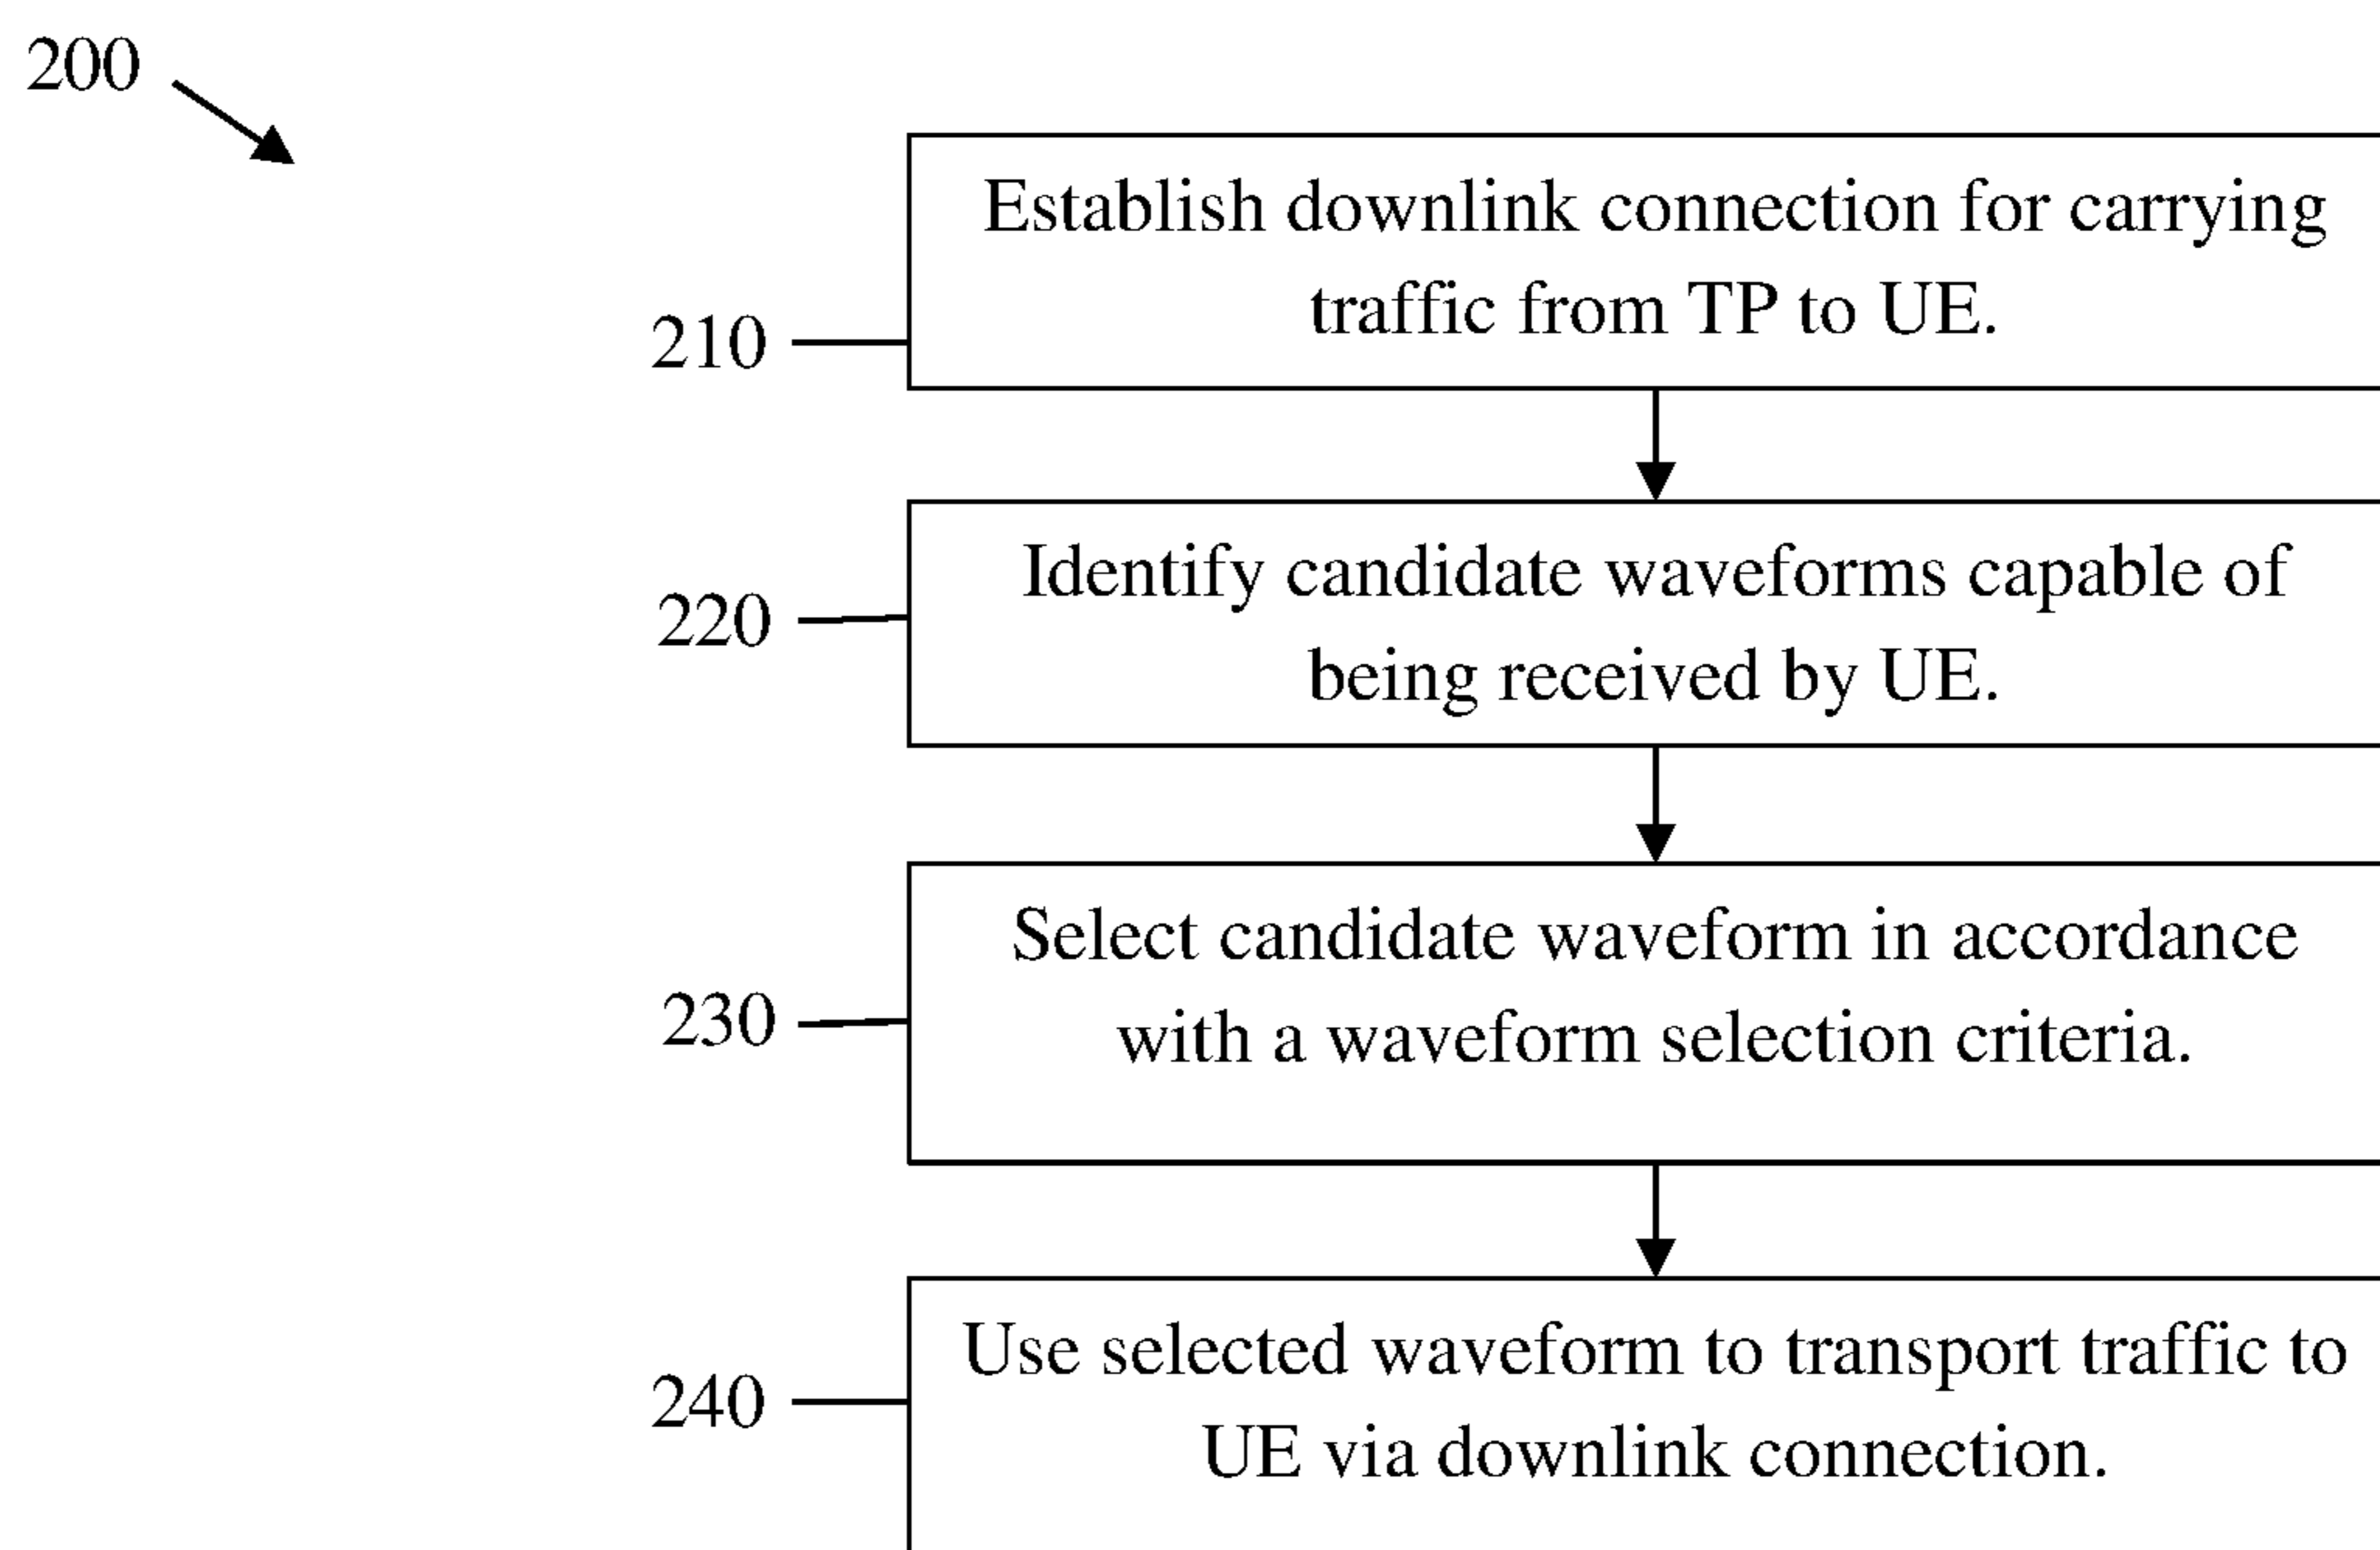 200
Establish downlink connection for carrying
traffic from TP to UE.
210
Identify candidate waveforms capable of
being received by UE.
220
Select candidate waveform in accordance
with a waveform selection criteria.
230
Use selected waveform to transport traffic to
UE via downlink connection.
240